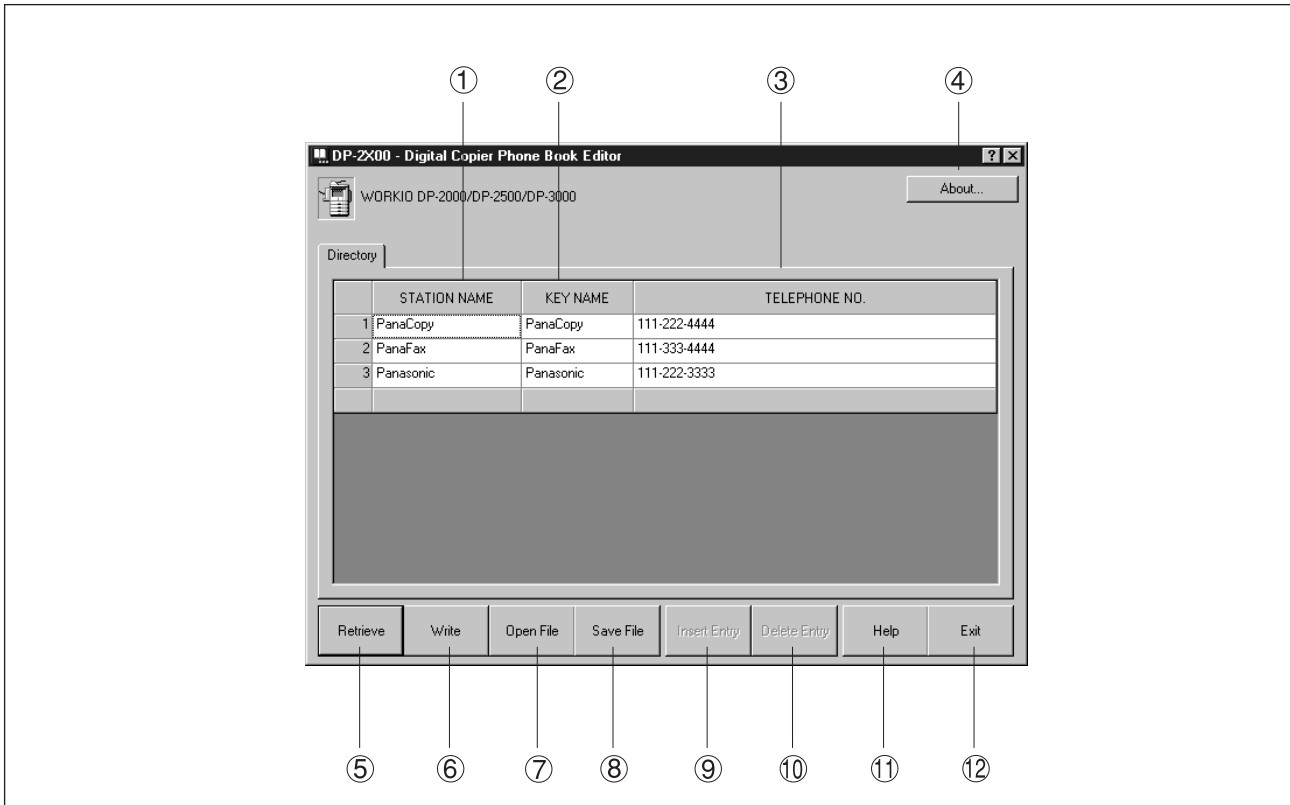 ① ② ③ ④
DP-2X00 - Digital Copier Phone Book Editor
WORKIO DP-2000/DP-2500/DP-3000 About...
Directory
STATION NAME KEY NAME TELEPHONE NO.
1 PanaCopy PanaCopy 111-222-4444
2 PanaFax PanaFax 111-333-4444
3 Panasonic Panasonic 111-222-3333
Retrieve Write Open File Save File Insert Entry Delete Entry Help Exit
⑤ ⑥ ⑦ ⑧ ⑨ ⑩ ⑪ ⑫